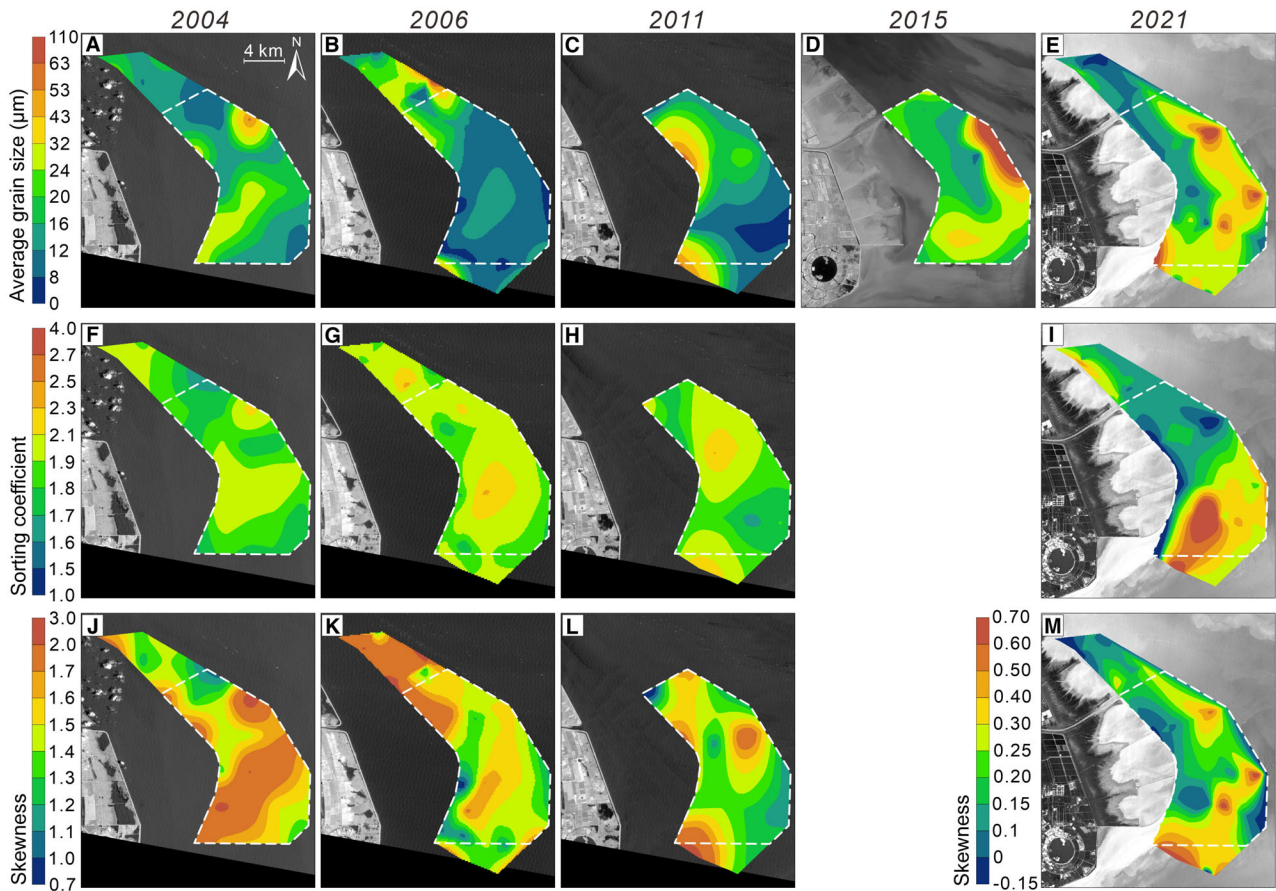 2004
2006
2011
2015
2021
Average grain size (μm)
110
63
53
43
32
24
20
16
12
8
0
A
4 km
N
B
C
D
E
Sorting coefficient
4.0
2.7
2.5
2.3
2.1
1.9
1.8
1.7
1.6
1.5
1.0
F
G
H
I
Skewness
3.0
2.0
1.7
1.6
1.5
1.4
1.3
1.2
1.1
1.0
0.7
J
K
L
Skewness
0.70
0.60
0.50
0.40
0.30
0.25
0.20
0.15
0.1
0
-0.15
M